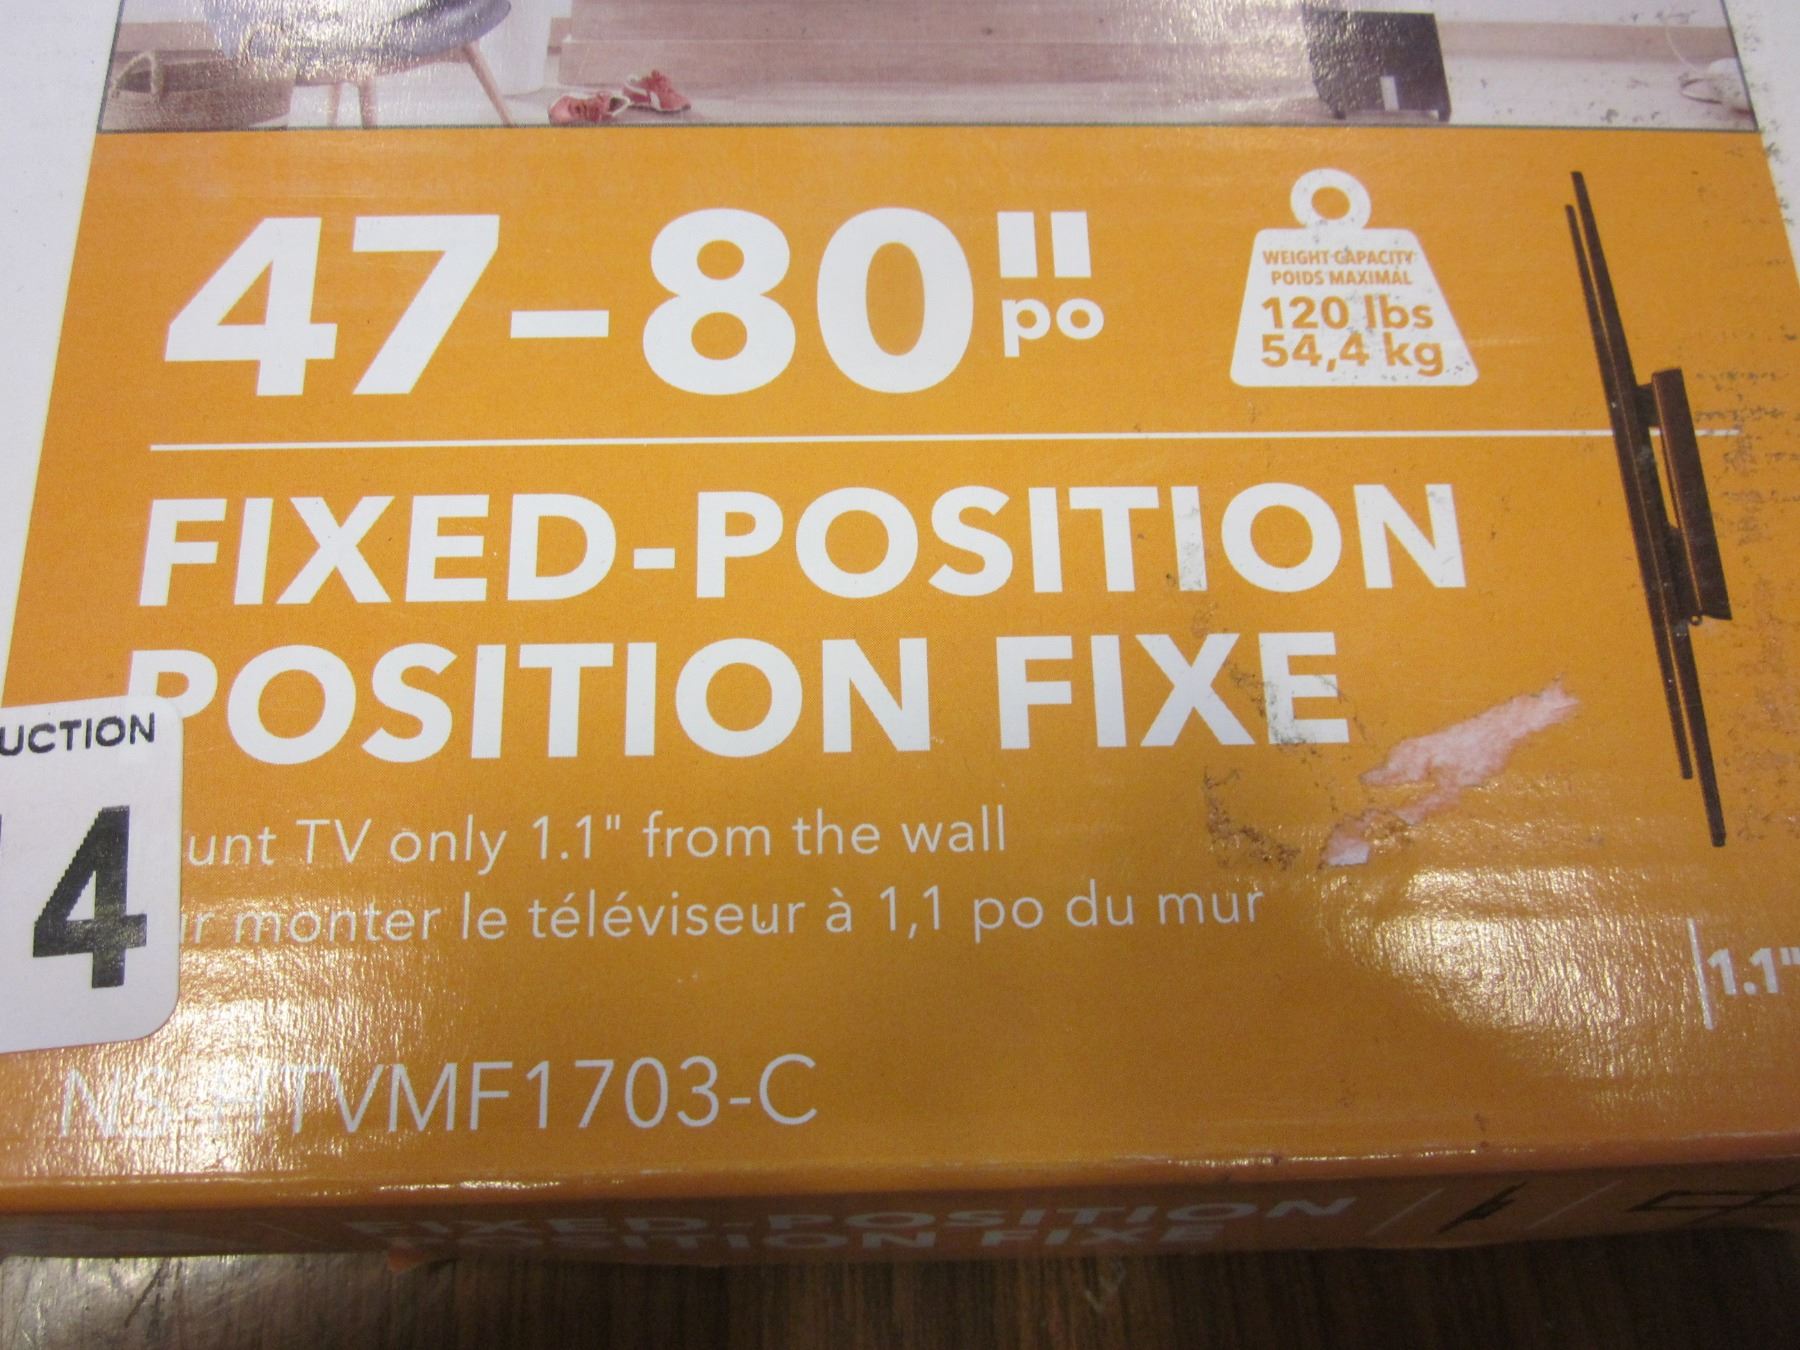 47–80"
po
WEIGHT CAPACITY
POIDS MAXIMAL
120 lbs
54,4 kg
FIXED-POSITION
POSITION FIXE
UCTION
4
unt TV only 1.1" from the wall
r monter le téléviseur à 1,1 po du mur
1.1"
NS-HTVMF1703-C
FIXED-POSITION
POSITION FIXE